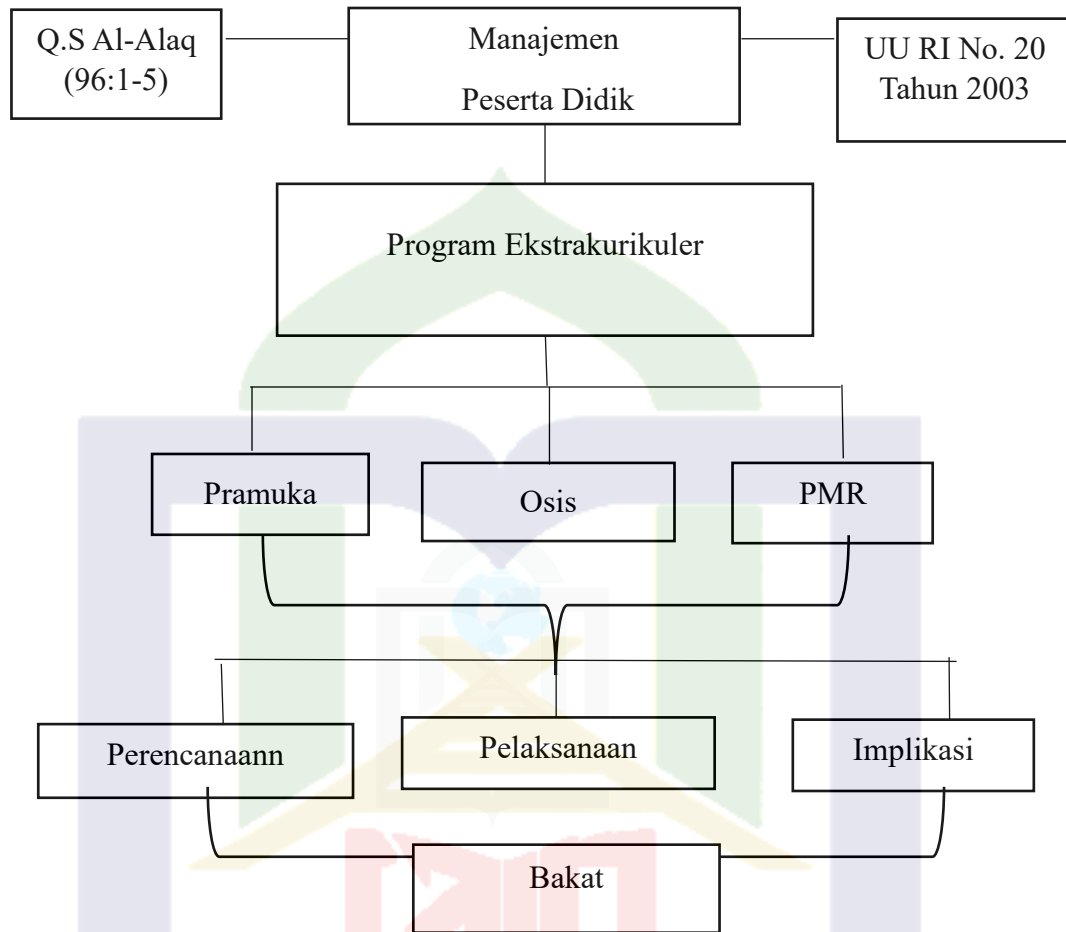 Q.S Al-Alaq
(96:1-5)
Manajemen
Peserta Didik
UU RI No. 20
Tahun 2003
Program Ekstrakurikuler
Pramuka
Osis
PMR
Perencanaann
Pelaksanaan
Implikasi
Bakat